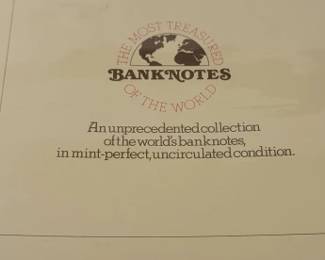 THE MOST TREASURED
BANKNOTES
OF THE WORLD
An unprecedented collection
of the world's banknotes,
in mint-perfect, uncirculated condition.